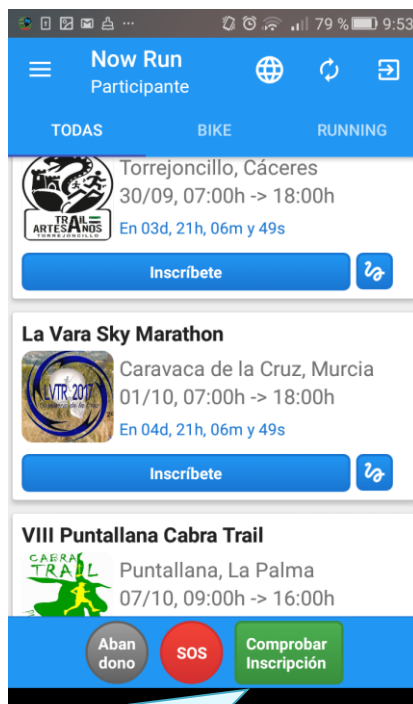 79 % 9:53
Now Run
Participante
TODAS
BIKE
RUNNING
Torrejoncillo, Cáceres
30/09, 07:00h -> 18:00h
TRAIL
ARTESANOS
TORREJONCILLO
En 03d, 21h, 06m y 49s
Inscríbete
La Vara Sky Marathon
Caravaca de la Cruz, Murcia
LVTR 2017
01/10, 07:00h -> 18:00h
En 04d, 21h, 06m y 49s
Inscríbete
VIII Puntallana Cabra Trail
CABRA
TRAIL
Puntallana, La Palma
07/10, 09:00h -> 16:00h
Aban
dono
SOS
Comprobar
Inscripción